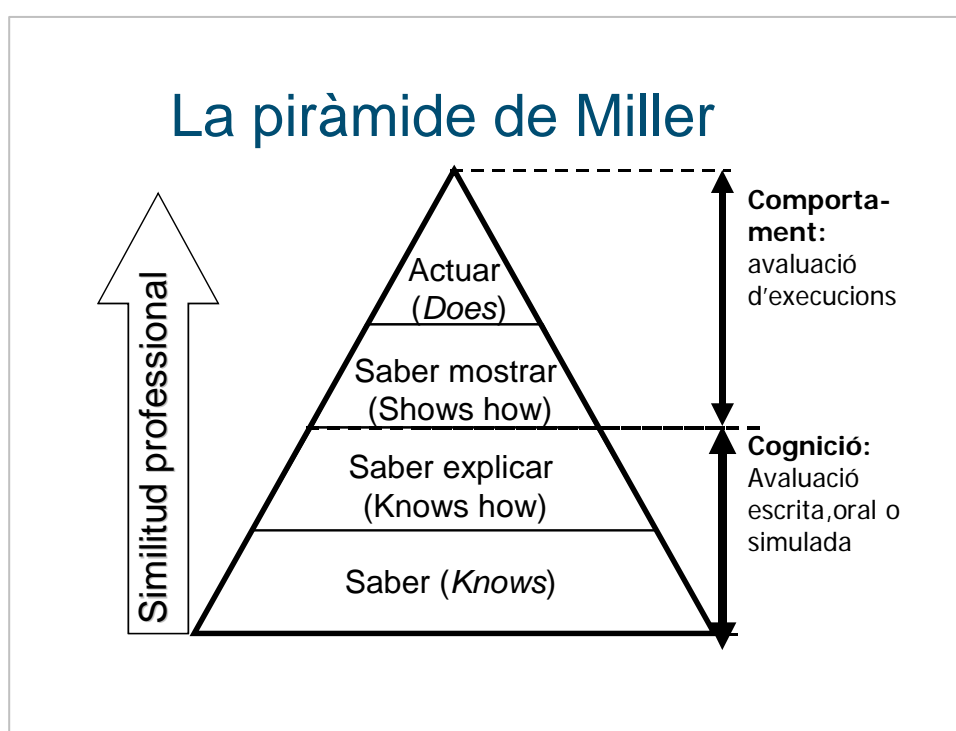 La piràmide de Miller
Similitud professional
Actuar
(Does)
Saber mostrar
(Shows how)
Saber explicar
(Knows how)
Saber (Knows)
Comporta-
ment:
avaluació
d'execucions
Cognició:
Avaluació
escrita,oral o
simulada